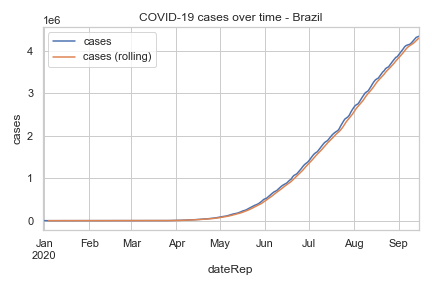 COVID-19 cases over time - Brazil
1e6
cases
cases (rolling)
4
3
2
1
0
cases
Jan Feb Mar Apr May Jun Jul Aug Sep
2020
dateRep